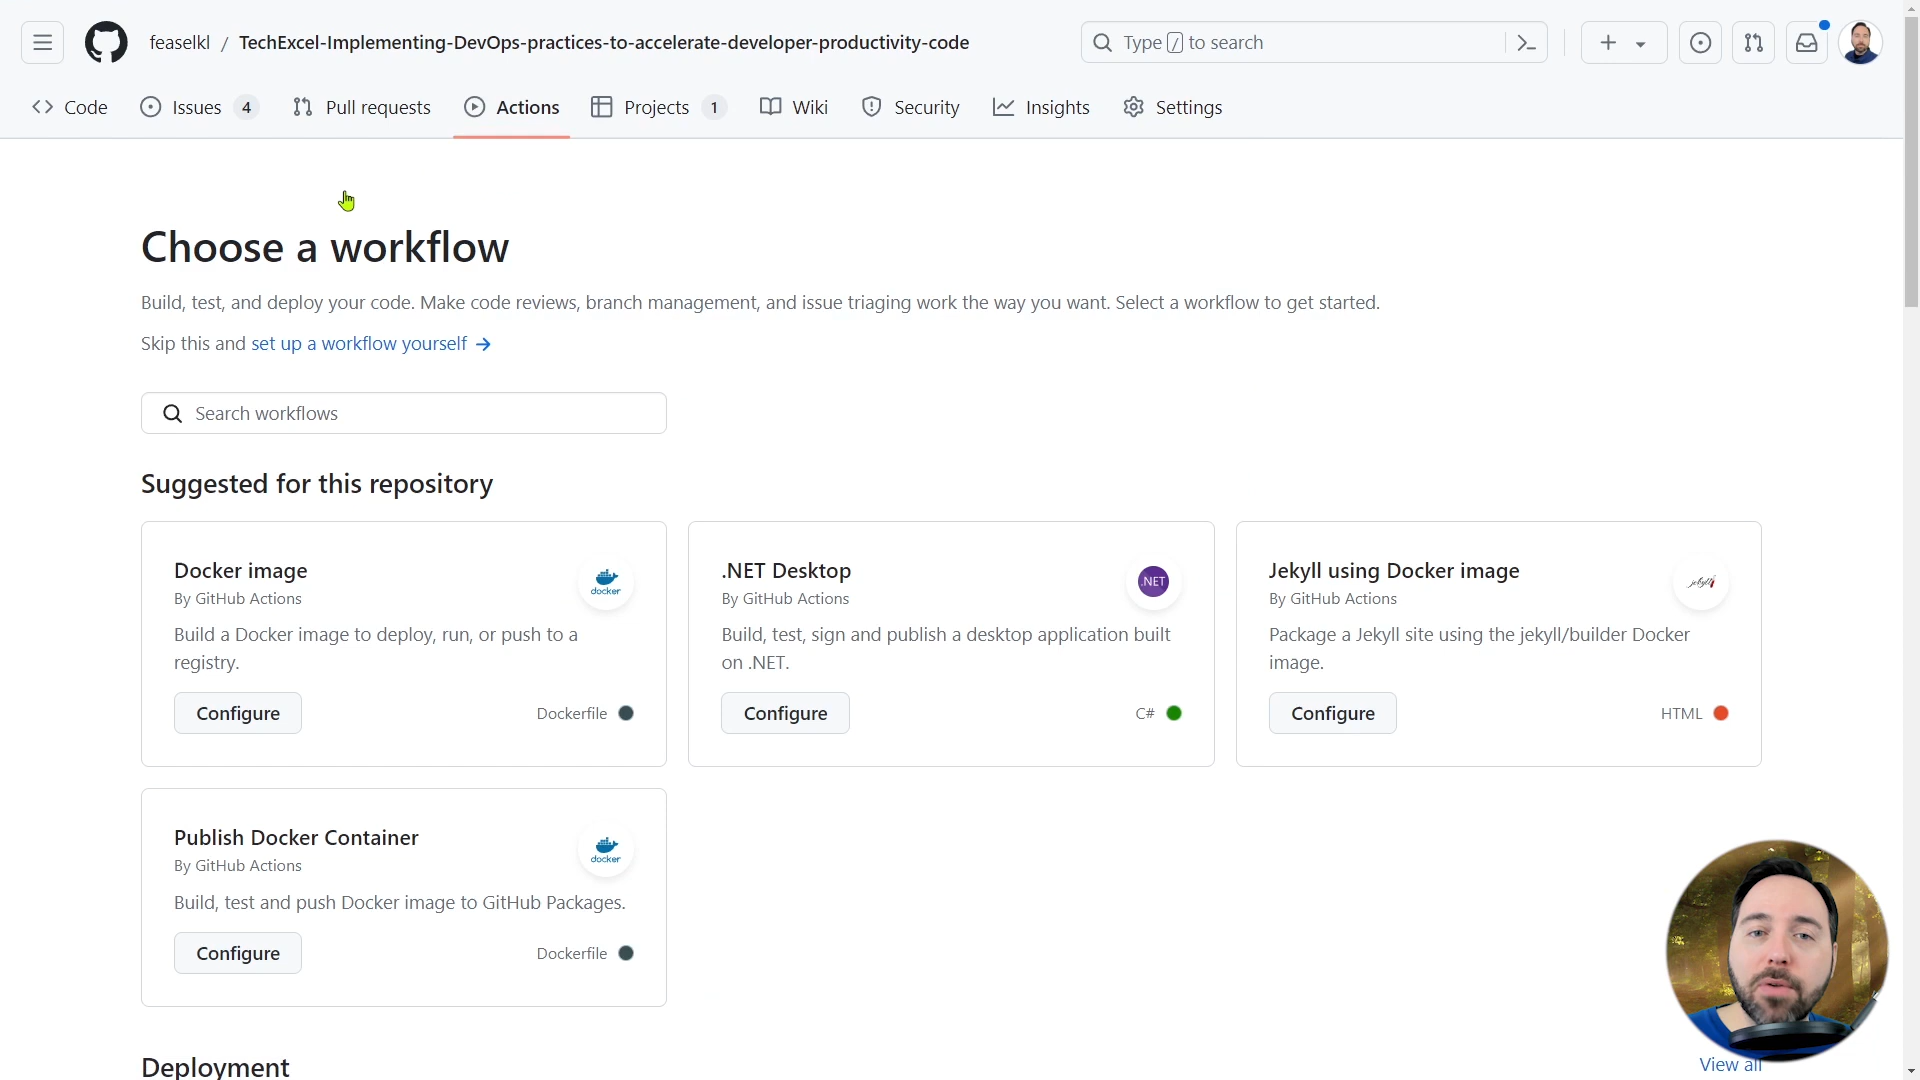 feaselkl / TechExcel-Implementing-DevOps-practices-to-accelerate-developer-productivity-code
Type / to search
Code
Issues 4
Pull requests
Actions
Projects 1
Wiki
Security
Insights
Settings
Choose a workflow
Build, test, and deploy your code. Make code reviews, branch management, and issue triaging work the way you want. Select a workflow to get started.
Skip this and set up a workflow yourself →
Search workflows
Suggested for this repository
Docker image
By GitHub Actions
docker
Build a Docker image to deploy, run, or push to a
registry.
Configure
Dockerfile
.NET Desktop
By GitHub Actions
.NET
Build, test, sign and publish a desktop application built
on .NET.
Configure
C#
Jekyll using Docker image
By GitHub Actions
jekyll
Package a Jekyll site using the jekyll/builder Docker
image.
Configure
HTML
Publish Docker Container
By GitHub Actions
docker
Build, test and push Docker image to GitHub Packages.
Configure
Dockerfile
Deployment
View all